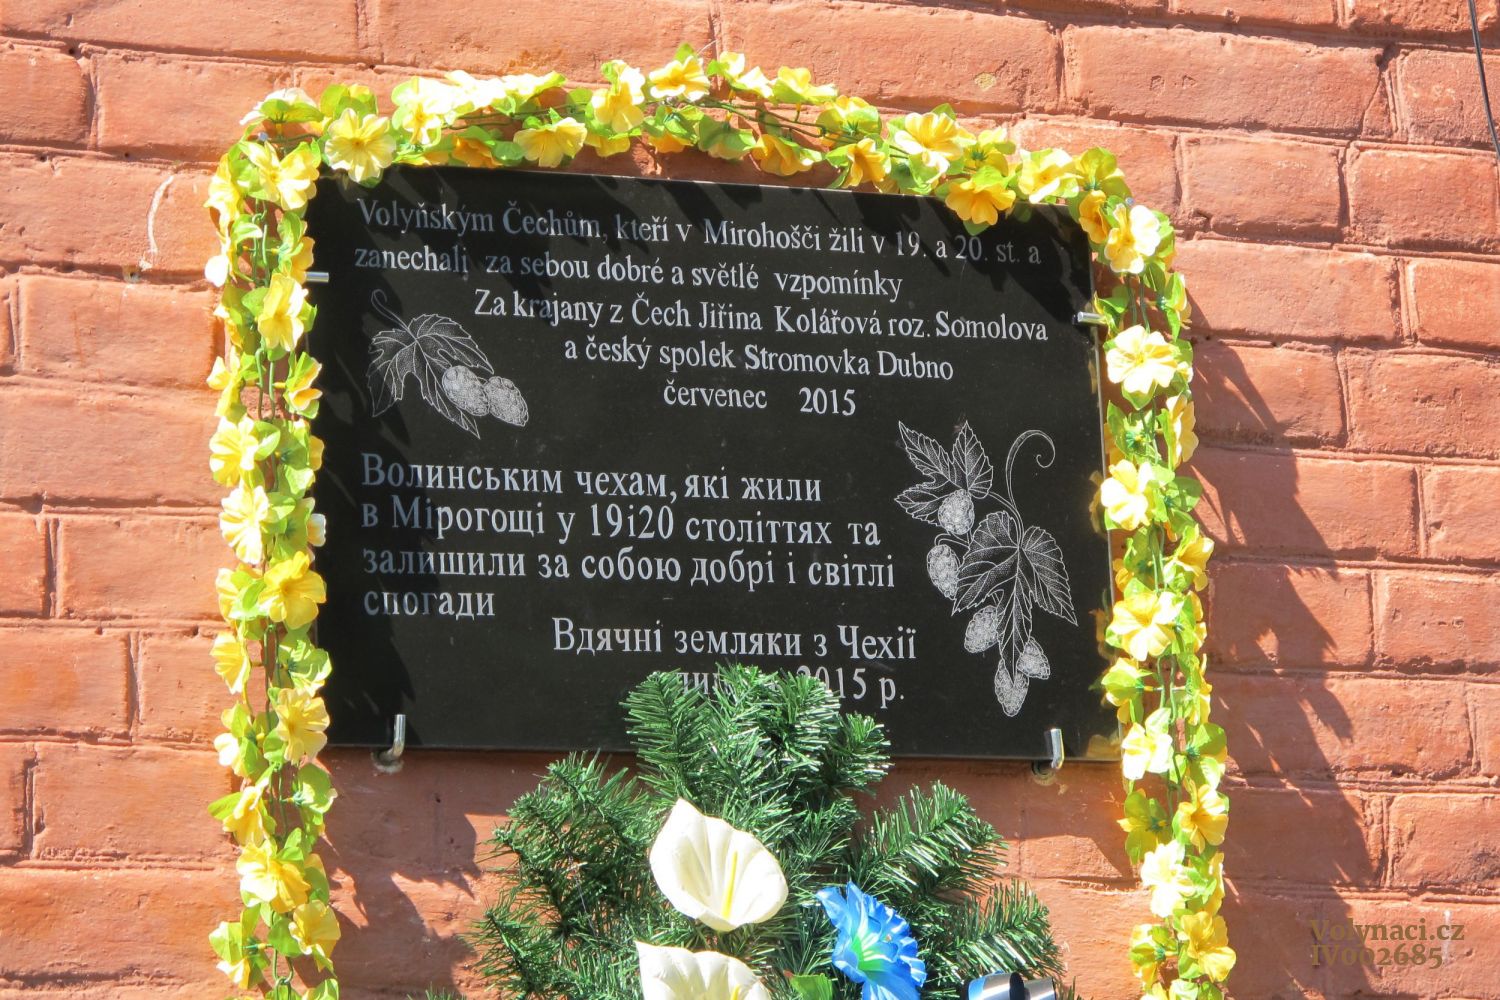 Volyňským Čechům, kteří v Mirohošči žili v 19. a 20. st. a
zanechali za sebou dobré a světlé vzpomínky
Za krajany z Čech Jiřina Kolářová roz. Somolova
a český spolek Stromovka Dubno
červenec 2015
Волинським чехам, які жили
в Мірогощі у 19і20 століттях та
залишили за собою добрі і світлі
спогади
Вдячні земляки з Чехії
2015 р.
Volynaci.cz
IV002685